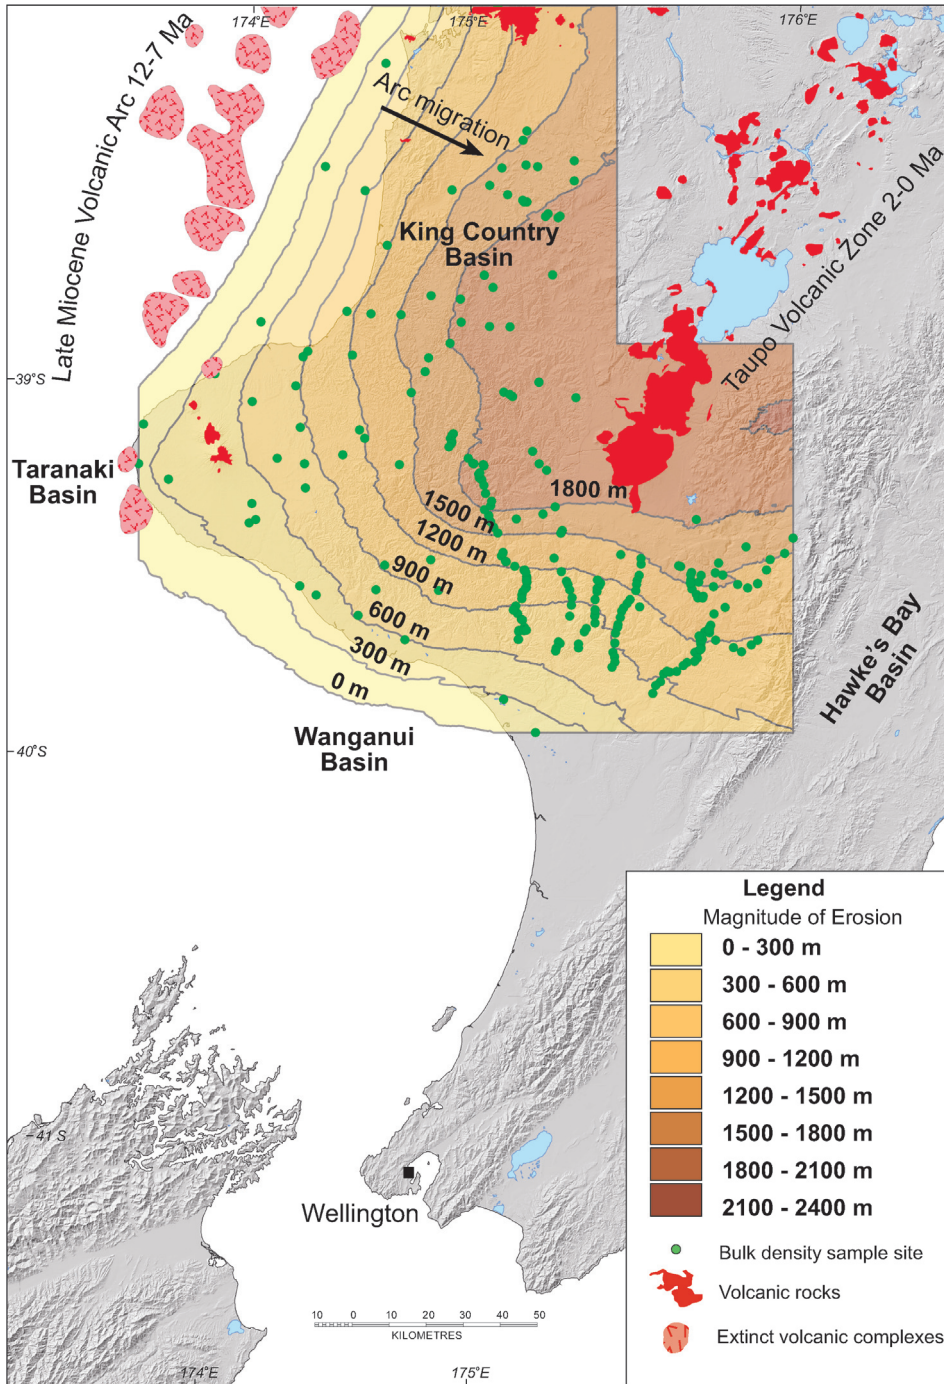 174°E
175°E
176°E
Late Miocene Volcanic Arc 12-7 Ma
Arc migration
King Country
Basin
Taupo Volcanic Zone 2-0 Ma
39°S
Taranaki
Basin
1800 m
1500 m
1200 m
900 m
600 m
300 m
0 m
Hawke's Bay
Basin
Wanganui
Basin
40°S
41 S
Wellington
10 0 10 20 30 40 50
KILOMETRES
174°E
175°E
Legend
Magnitude of Erosion
0 - 300 m
300 - 600 m
600 - 900 m
900 - 1200 m
1200 - 1500 m
1500 - 1800 m
1800 - 2100 m
2100 - 2400 m
Bulk density sample site
Volcanic rocks
Extinct volcanic complexes